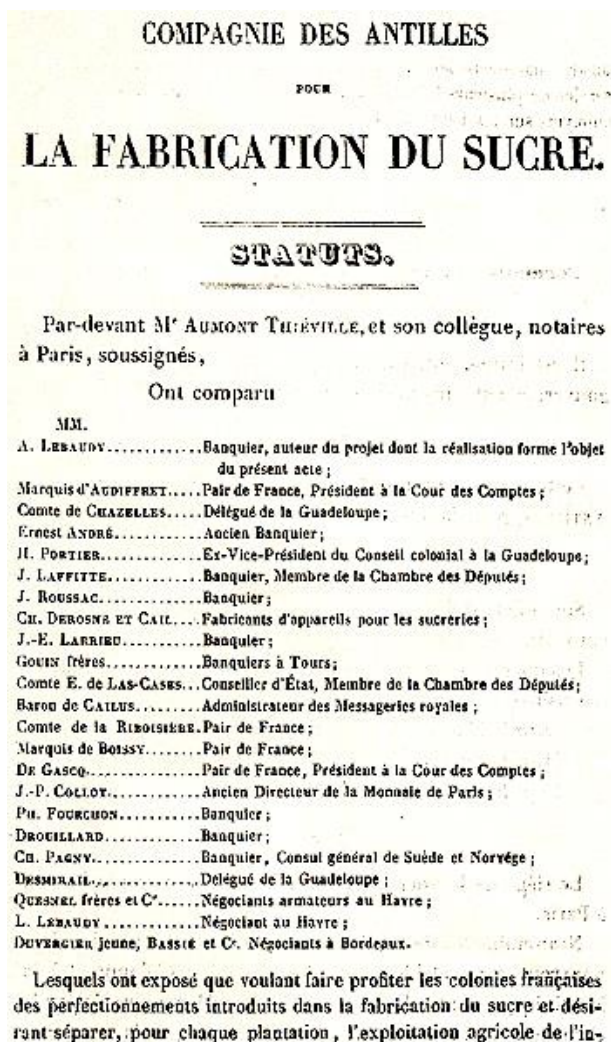 COMPAGNIE DES ANTILLES
POUR
LA FABRICATION DU SUCRE.
STATUTS.
Par-devant Mᵉ AUMONT THIÉVILLE, et son collègue, notaires
à Paris, soussignés,
Ont comparu
MM.
A. LEBAUDY.............Banquier, auteur du projet dont la réalisation forme l'objet
du présent acte ;
Marquis d'AUDIFFRET.....Pair de France, Président à la Cour des Comptes ;
Comte de CHAZELLES.....Délégué de la Guadeloupe ;
Ernest ANDRÉ...........Ancien Banquier ;
H. PORTIER.............Ex-Vice-Président du Conseil colonial à la Guadeloupe ;
J. LAFFITTE............Banquier, Membre de la Chambre des Députés ;
J. ROUSSAC.............Banquier ;
CH. DEROSNE ET CAIL....Fabricants d'appareils pour les sucreries ;
J.-E. LARRIEU..........Banquier ;
GOUIN frères...........Banquiers à Tours ;
Comte E. de LAS-CASES...Conseiller d'État, Membre de la Chambre des Députés ;
Baron de CAILUS........Administrateur des Messageries royales ;
Comte de la RIBOISIÈRE.Pair de France ;
Marquis de BOISSY.......Pair de France ;
DE GASCQ...............Pair de France, Président à la Cour des Comptes ;
J.-P. COLLOT...........Ancien Directeur de la Monnaie de Paris ;
PH. FOURCHON...........Banquier ;
DROUILLARD.............Banquier ;
CH. PAGNY..............Banquier, Consul général de Suède et Norvége ;
DESMIRAIL..............Délégué de la Guadeloupe ;
QUESNEL frères et Cᵉ......Négociants armateurs au Havre ;
L. LEBAUDY.............Négociant au Havre ;
DUVERGIER jeune, BASSIÉ et Cᵉ. Négociants à Bordeaux.
Lesquels ont exposé que voulant faire profiter les colonies françaises
des perfectionnements introduits dans la fabrication du sucre et dési-
rant séparer, pour chaque plantation, l'exploitation agricole de l'in-